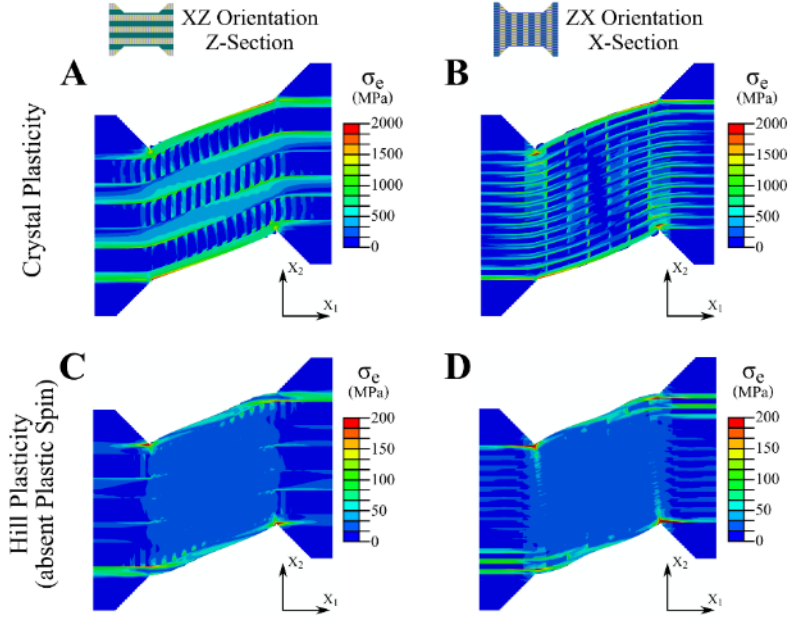 XZ Orientation
Z-Section
ZX Orientation
X-Section
A
σe
(MPa)
2000
1500
1000
500
0
X2
X1
B
σe
(MPa)
2000
1500
1000
500
0
X2
X1
Crystal Plasticity
C
σe
(MPa)
200
150
100
50
0
X2
X1
D
σe
(MPa)
200
150
100
50
0
X2
X1
Hill Plasticity
(absent Plastic Spin)